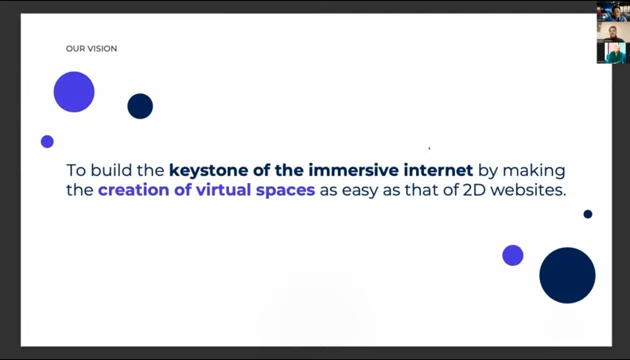 OUR VISION
To build the keystone of the immersive internet by making
the creation of virtual spaces as easy as that of 2D websites.